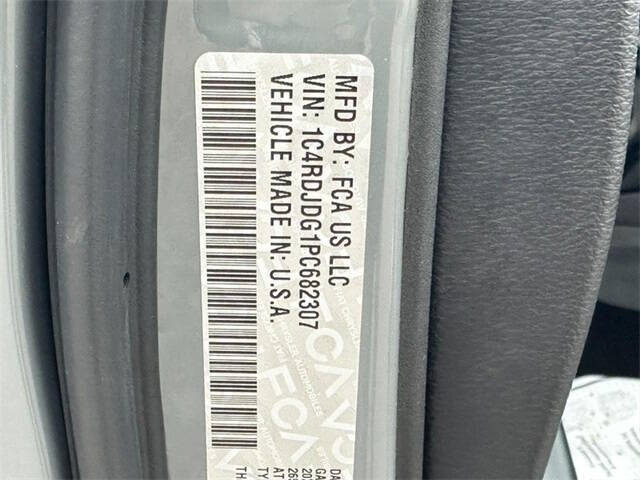 MFD BY: FCA US LLC
VIN: 1C4RDJDG1PC682307
VEHICLE MADE IN: U.S.A.